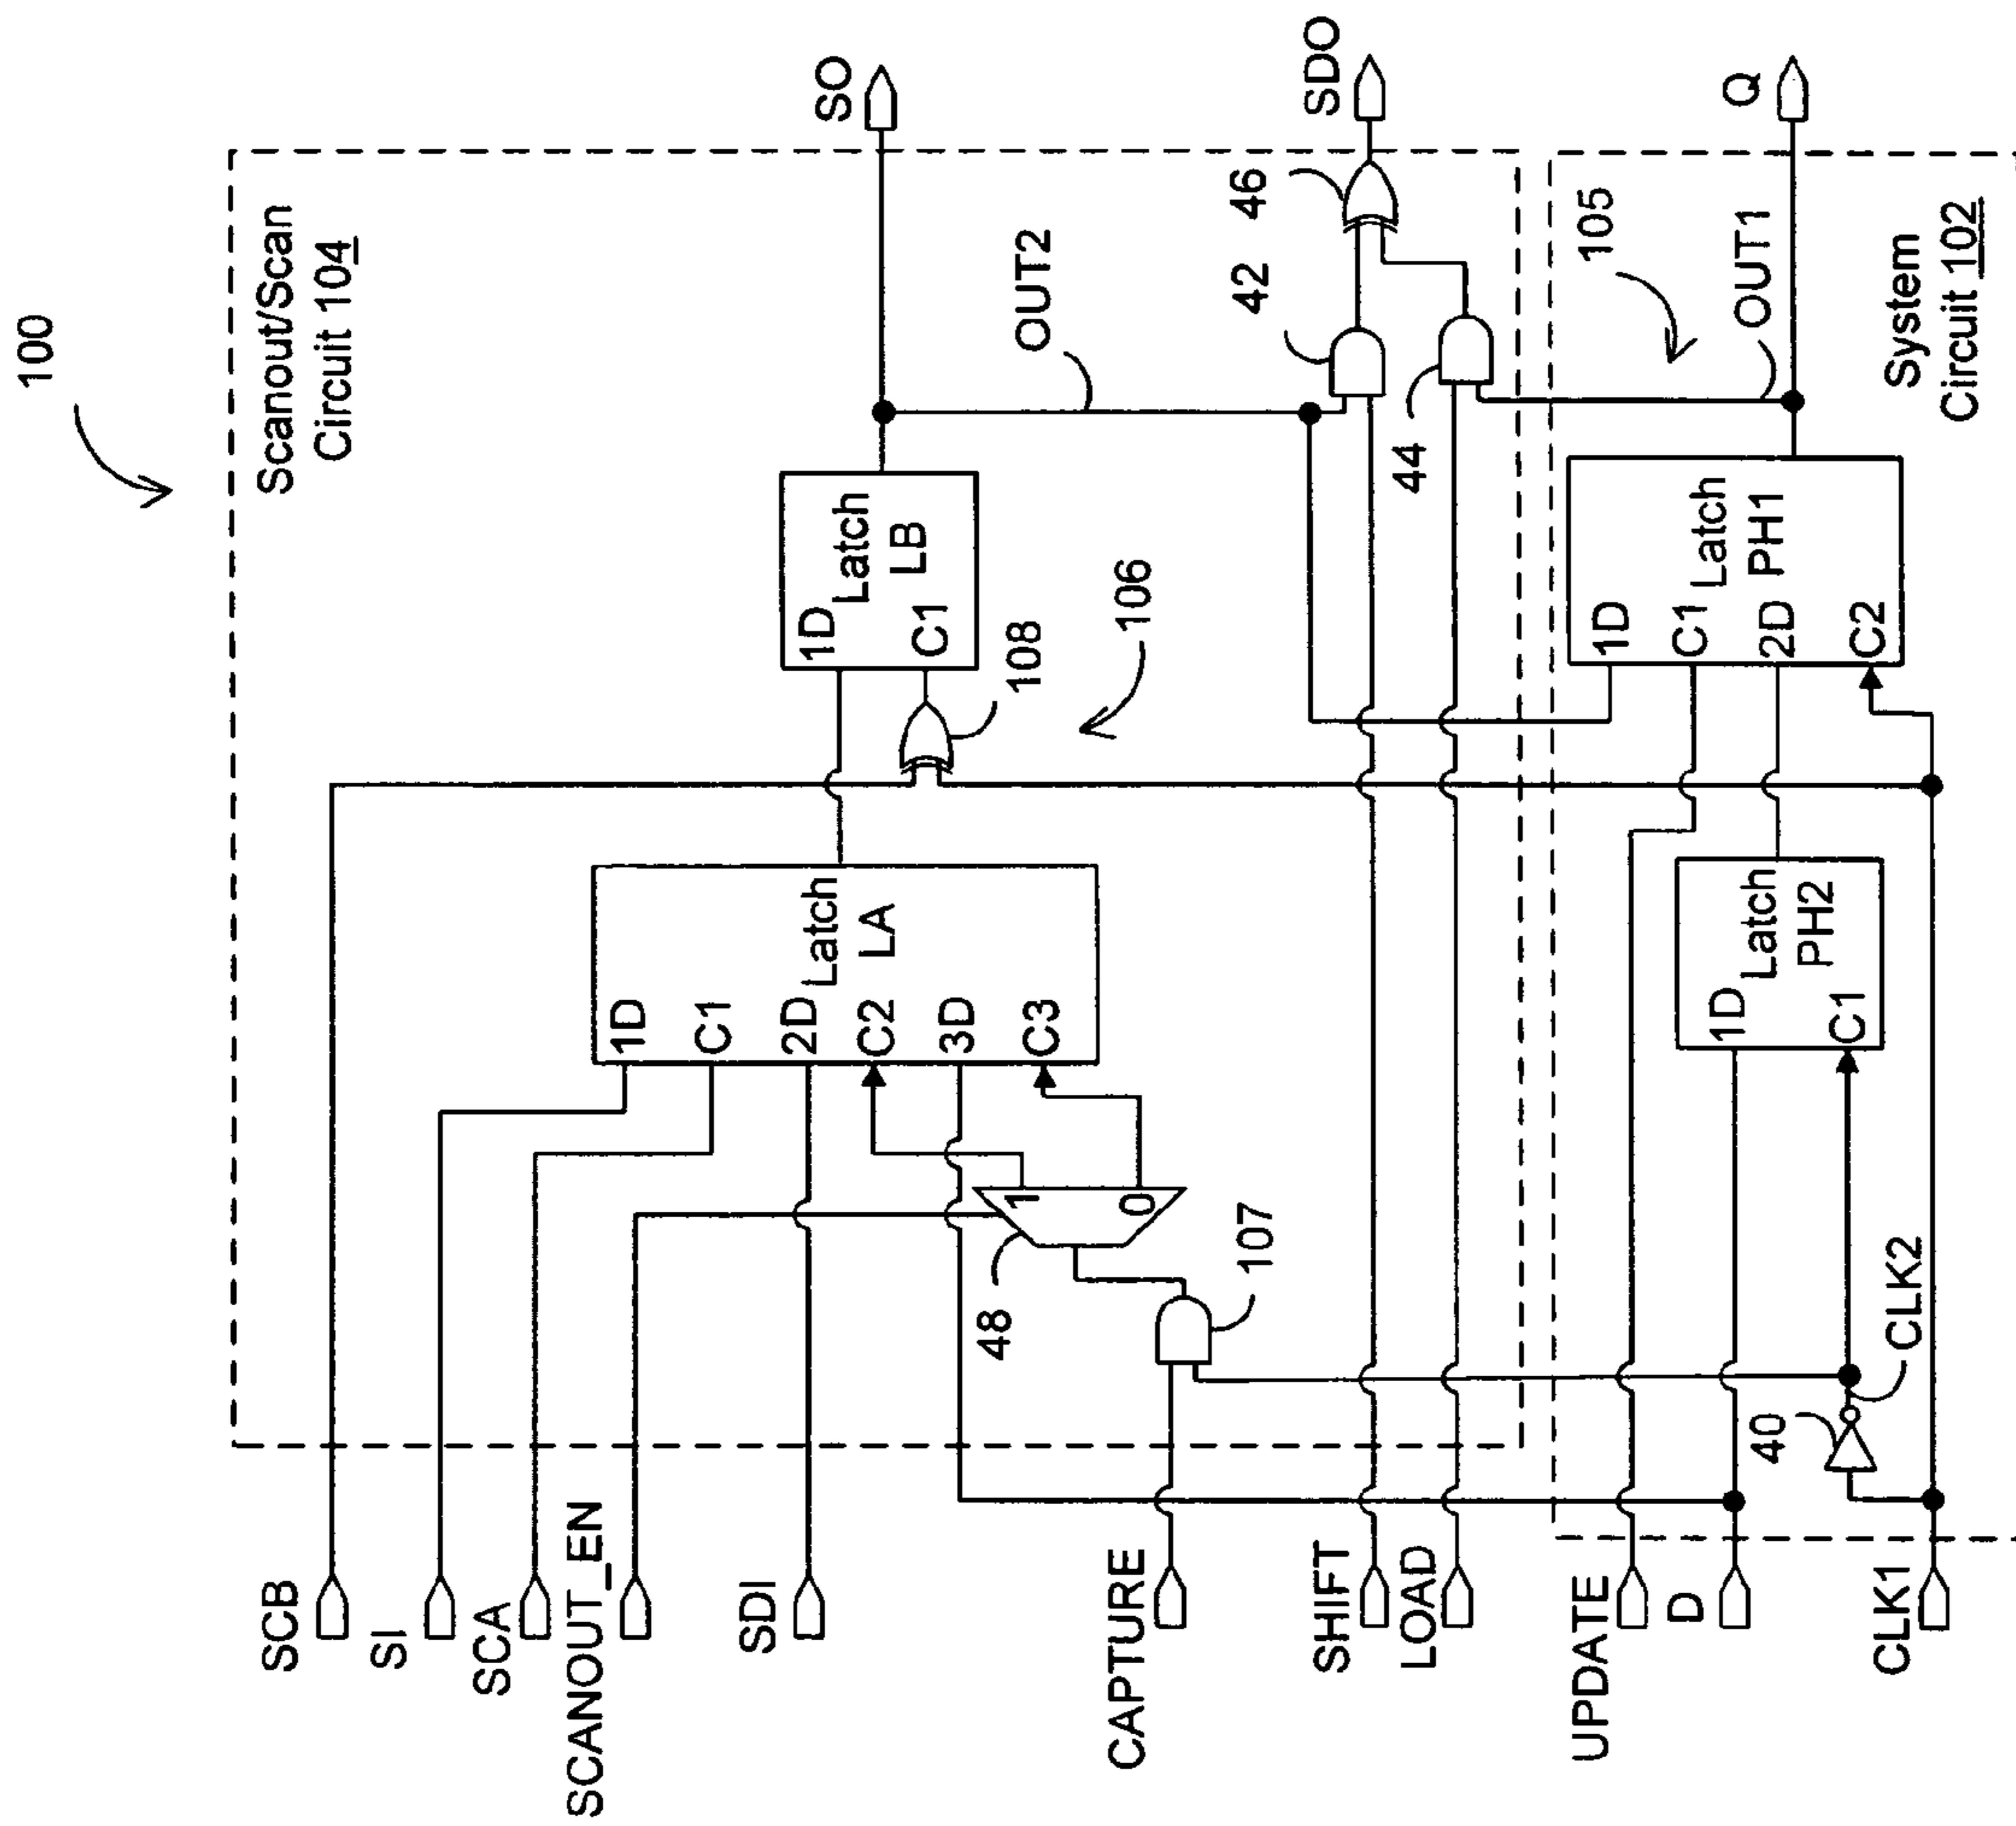 100
Scanout/Scan
Circuit 104
SCB
SI
SCA
SCANOUT_EN
SDI
CAPTURE
SHIFT
LOAD
UPDATE
D
CLK1
1D
C1
2D
C2
3D
C3
Latch
LA
1
0
48
107
1D
C1
Latch
LB
108
106
SO
OUT2
42
44
46
SDO
40
CLK2
1D
C1
Latch
PH2
1D
C1
2D
C2
Latch
PH1
105
OUT1
Q
System
Circuit 102